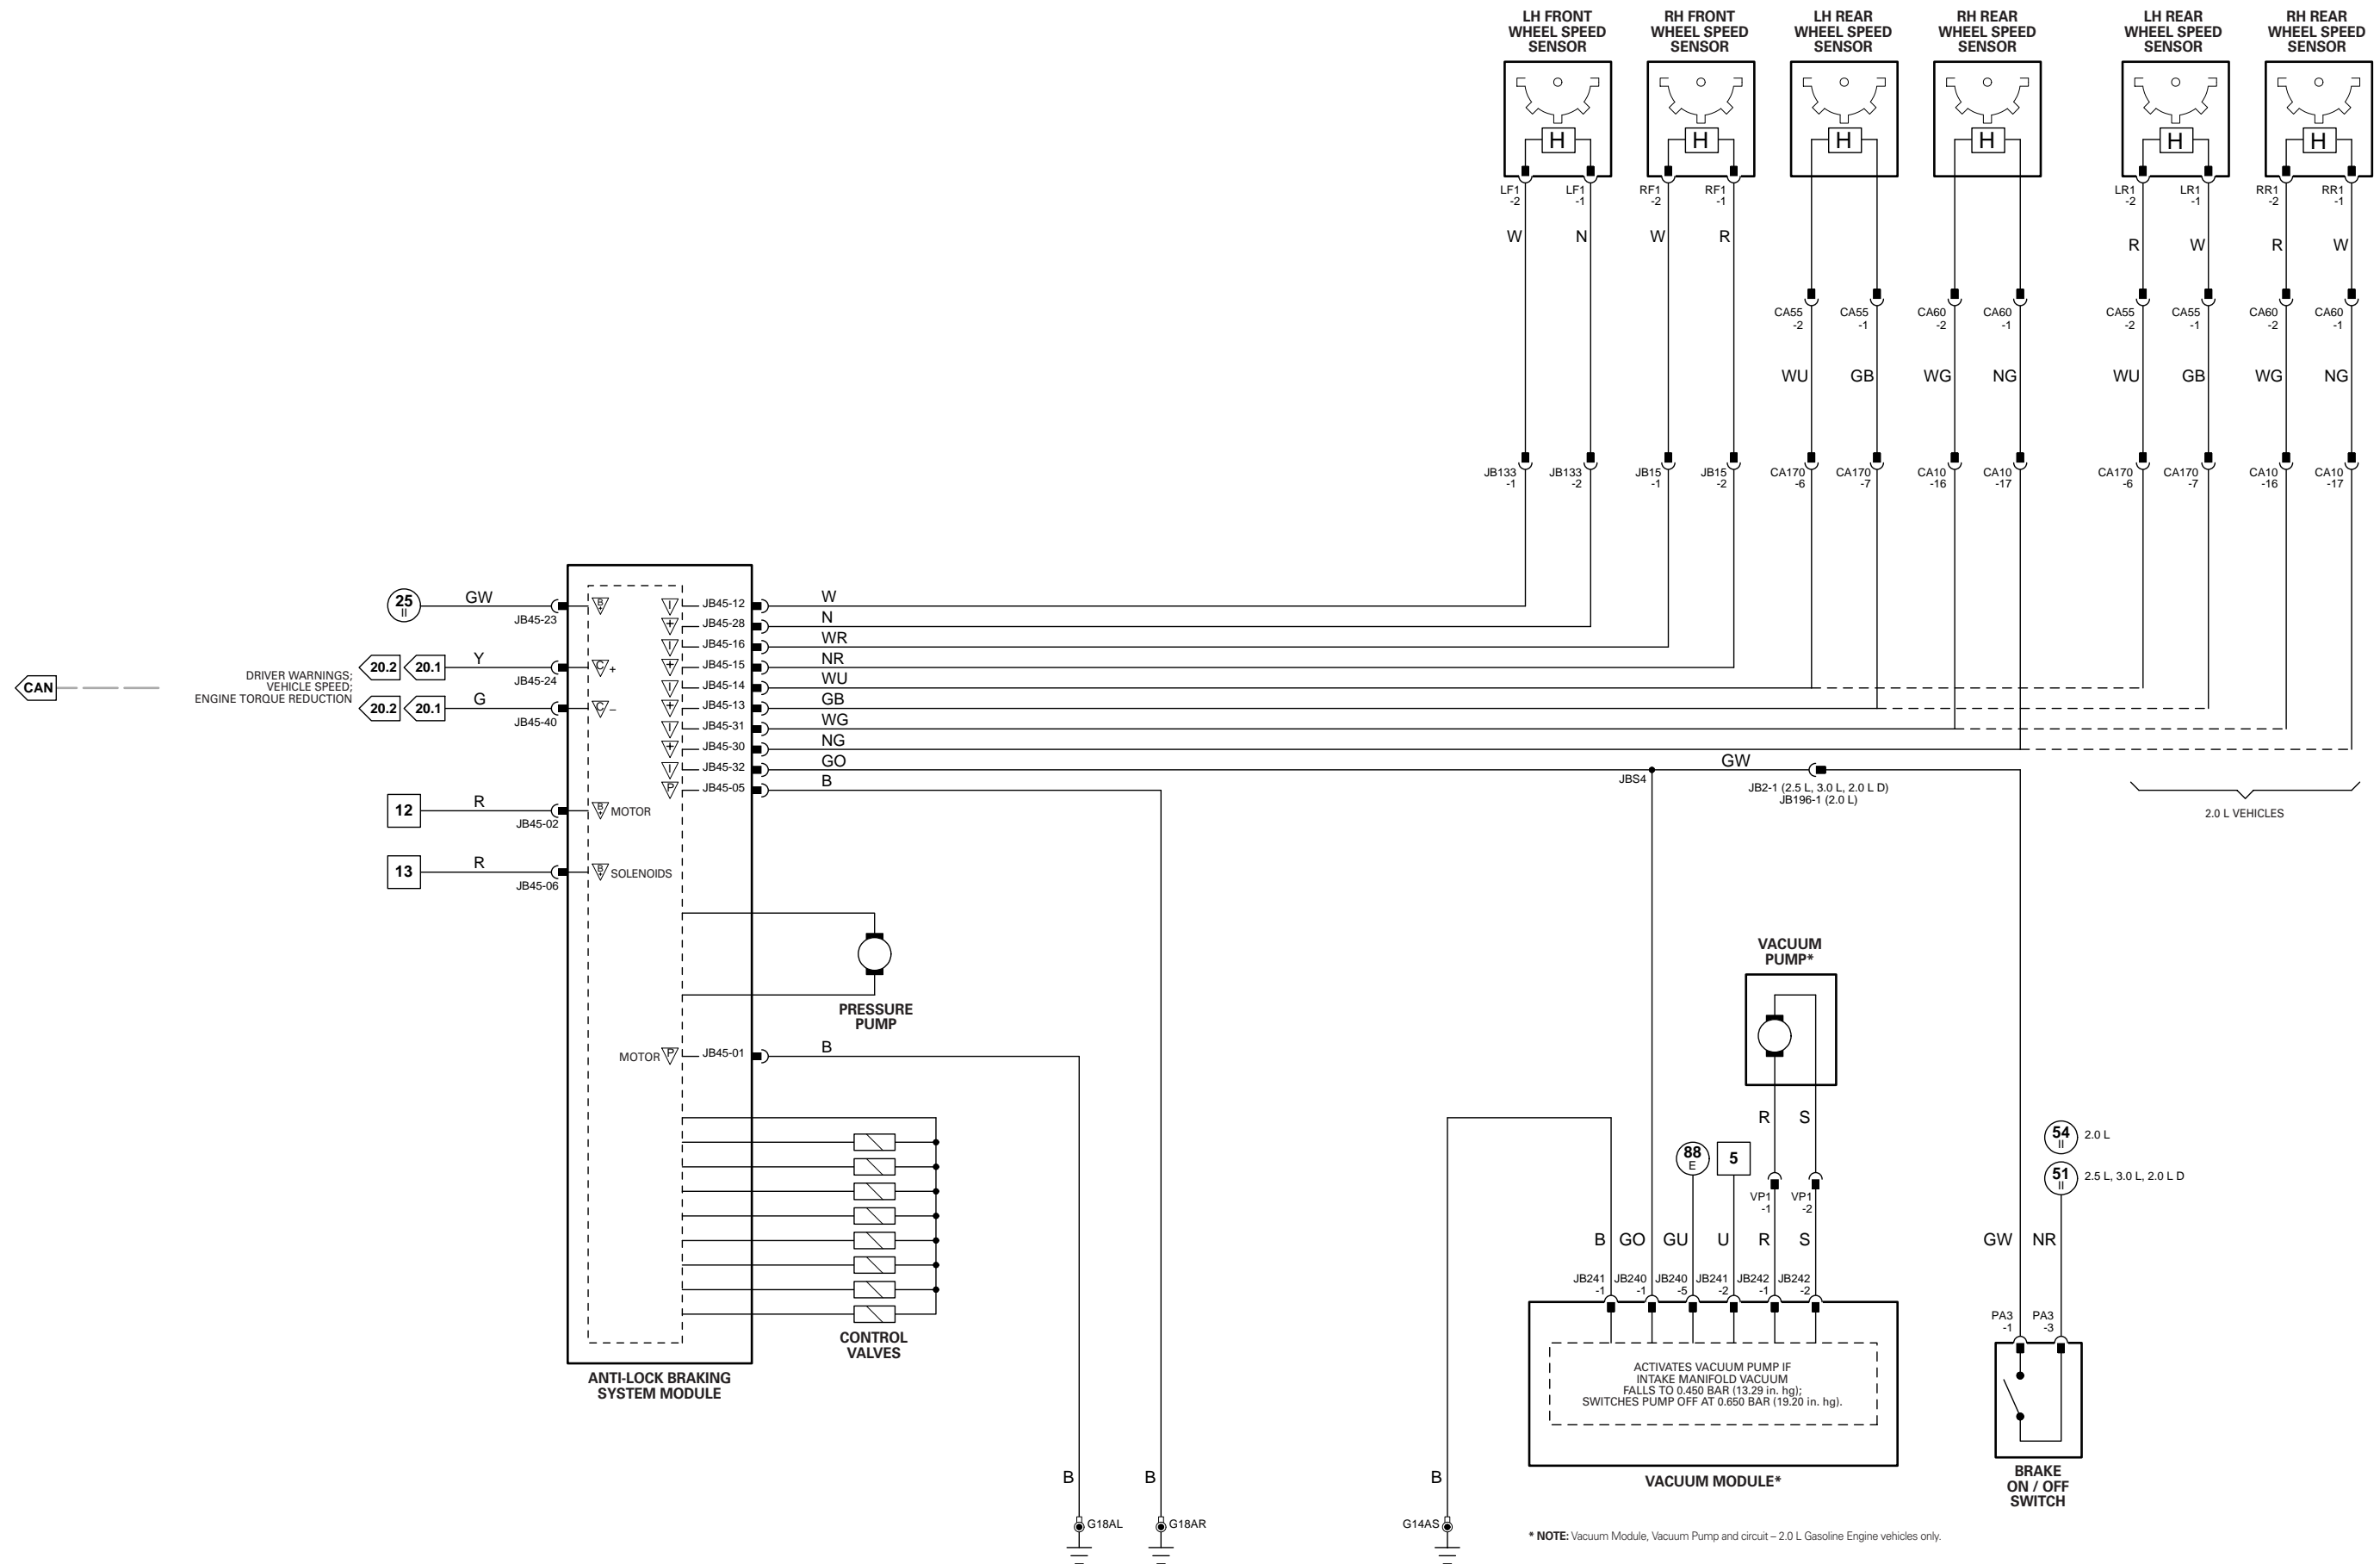 LH FRONT
WHEEL SPEED
SENSOR
RH FRONT
WHEEL SPEED
SENSOR
LH REAR
WHEEL SPEED
SENSOR
RH REAR
WHEEL SPEED
SENSOR
LH REAR
WHEEL SPEED
SENSOR
RH REAR
WHEEL SPEED
SENSOR
H
H
H
H
H
H
LF1
-2
LF1
-1
RF1
-2
RF1
-1
LR1
-2
LR1
-1
RR1
-2
RR1
-1
W
N
W
R
R
W
R
W
CA55
-2
CA55
-1
CA60
-2
CA60
-1
CA55
-2
CA55
-1
CA60
-2
CA60
-1
WU
GB
WG
NG
WU
GB
WG
NG
JB133
-1
JB133
-2
JB15
-1
JB15
-2
CA170
-6
CA170
-7
CA10
-16
CA10
-17
CA170
-6
CA170
-7
CA10
-16
CA10
-17
25
II
GW
JB45-23
B
+
I
JB45-12
W
+
JB45-28
N
I
JB45-16
WR
CAN
DRIVER WARNINGS;
VEHICLE SPEED;
ENGINE TORQUE REDUCTION
20.2
20.1
Y
JB45-24
C
+
+
JB45-15
NR
I
JB45-14
WU
20.2
20.1
G
JB45-40
C
–
+
JB45-13
GB
I
JB45-31
WG
+
JB45-30
NG
I
JB45-32
GO
JBS4
GW
JB2-1 (2.5 L, 3.0 L, 2.0 L D)
JB196-1 (2.0 L)
P
JB45-05
B
2.0 L VEHICLES
12
R
JB45-02
B
+
MOTOR
13
R
JB45-06
B
+
SOLENOIDS
PRESSURE
PUMP
MOTOR
P
JB45-01
B
VACUUM
PUMP*
R
S
54
II
2.0 L
51
II
2.5 L, 3.0 L, 2.0 L D
88
E
5
VP1
-1
VP1
-2
B
GO
GU
U
R
S
GW
NR
JB241
-1
JB240
-1
JB240
-5
JB241
-2
JB242
-1
JB242
-2
PA3
-1
PA3
-3
CONTROL
VALVES
ANTI-LOCK BRAKING
SYSTEM MODULE
ACTIVATES VACUUM PUMP IF
INTAKE MANIFOLD VACUUM
FALLS TO 0.450 BAR (13.29 in. hg);
SWITCHES PUMP OFF AT 0.650 BAR (19.20 in. hg).
VACUUM MODULE*
BRAKE
ON / OFF
SWITCH
B
B
B
G18AL
G18AR
G14AS
* NOTE: Vacuum Module, Vacuum Pump and circuit – 2.0 L Gasoline Engine vehicles only.